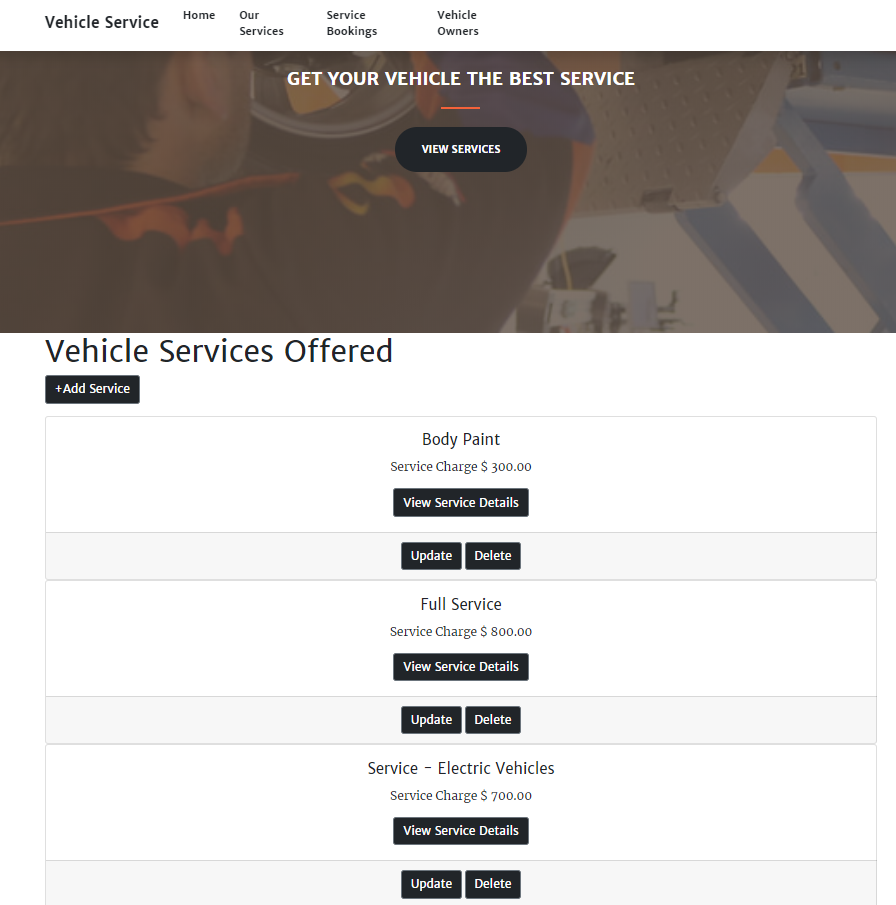 Vehicle Service
Home
Our
Services
Service
Bookings
Vehicle
Owners
GET YOUR VEHICLE THE BEST SERVICE
VIEW SERVICES
Vehicle Services Offered
+Add Service
Body Paint
Service Charge $ 300.00
View Service Details
Update Delete
Full Service
Service Charge $ 800.00
View Service Details
Update Delete
Service - Electric Vehicles
Service Charge $ 700.00
View Service Details
Update Delete